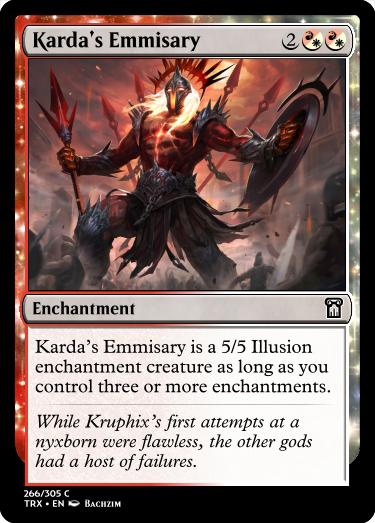 Karda's Emmisary 2
Enchantment
Karda's Emmisary is a 5/5 Illusion
enchantment creature as long as you
control three or more enchantments.
While Kruphix's first attempts at a
nyxborn were flawless, the other gods
had a host of failures.
266/305 C
TRX • EN Bachzim